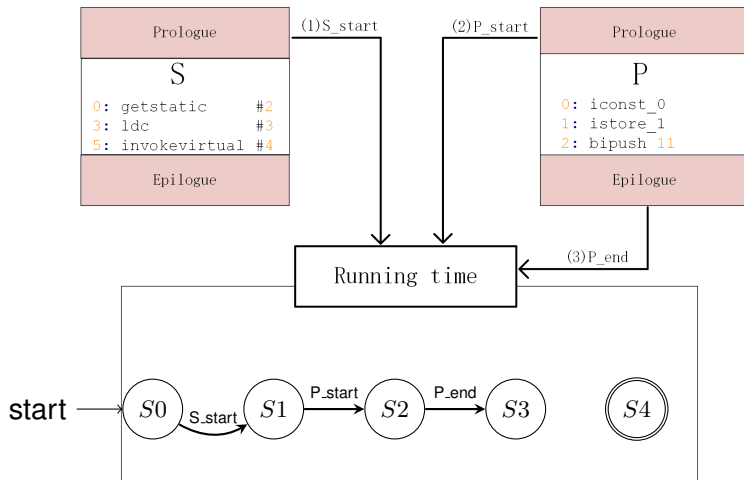 Prologue
(1)S_start
(2)P_start
Prologue
S
P
0: getstatic #2
3: ldc #3
5: invokevirtual #4
0: iconst_0
1: istore_1
2: bipush 11
Epilogue
Epilogue
(3)P_end
Running time
start
S0
S_start
S1
P_start
S2
P_end
S3
S4